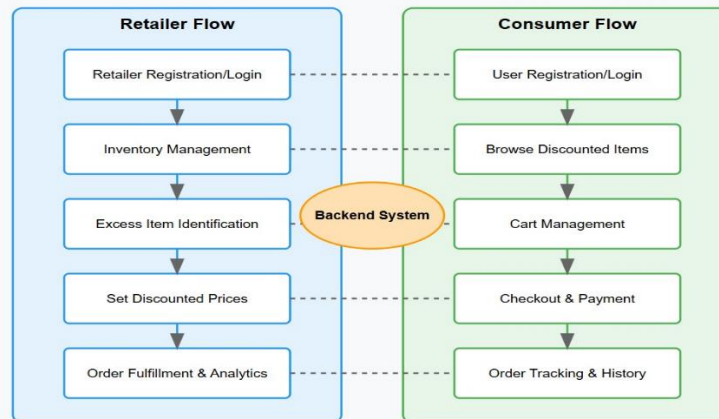 Retailer Flow
Consumer Flow
Retailer Registration/Login
User Registration/Login
Inventory Management
Browse Discounted Items
Backend System
Excess Item Identification
Cart Management
Set Discounted Prices
Checkout & Payment
Order Fulfillment & Analytics
Order Tracking & History